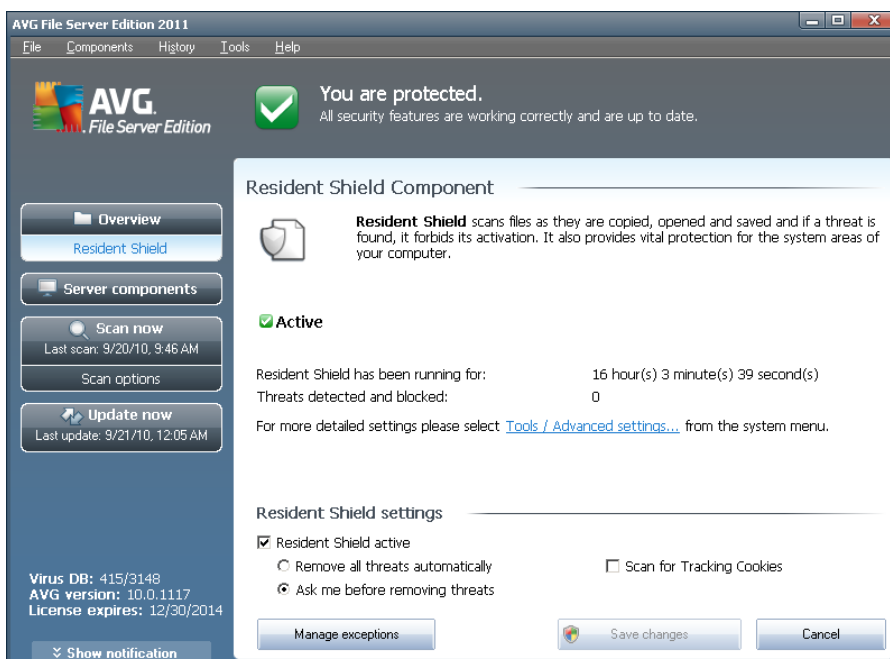 AVG File Server Edition 2011
File Components History Tools Help
AVG.
File Server Edition
You are protected.
All security features are working correctly and are up to date.
Overview
Resident Shield
Server components
Scan now
Last scan: 9/20/10, 9:46 AM
Scan options
Update now
Last update: 9/21/10, 12:05 AM
Virus DB: 415/3148
AVG version: 10.0.1117
License expires: 12/30/2014
Show notification
Resident Shield Component
Resident Shield scans files as they are copied, opened and saved and if a threat is
found, it forbids its activation. It also provides vital protection for the system areas of
your computer.
Active
Resident Shield has been running for: 16 hour(s) 3 minute(s) 39 second(s)
Threats detected and blocked: 0
For more detailed settings please select Tools / Advanced settings... from the system menu.
Resident Shield settings
Resident Shield active
Remove all threats automatically Scan for Tracking Cookies
Ask me before removing threats
Manage exceptions Save changes Cancel